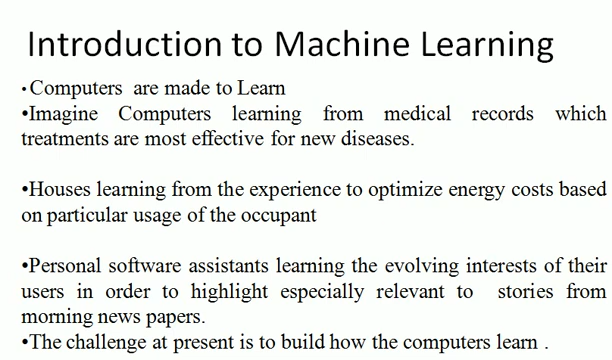 Introduction to Machine Learning
•Computers are made to Learn
•Imagine Computers learning from medical records which
treatments are most effective for new diseases.
•Houses learning from the experience to optimize energy costs based
on particular usage of the occupant
•Personal software assistants learning the evolving interests of their
users in order to highlight especially relevant to stories from
morning news papers.
•The challenge at present is to build how the computers learn .